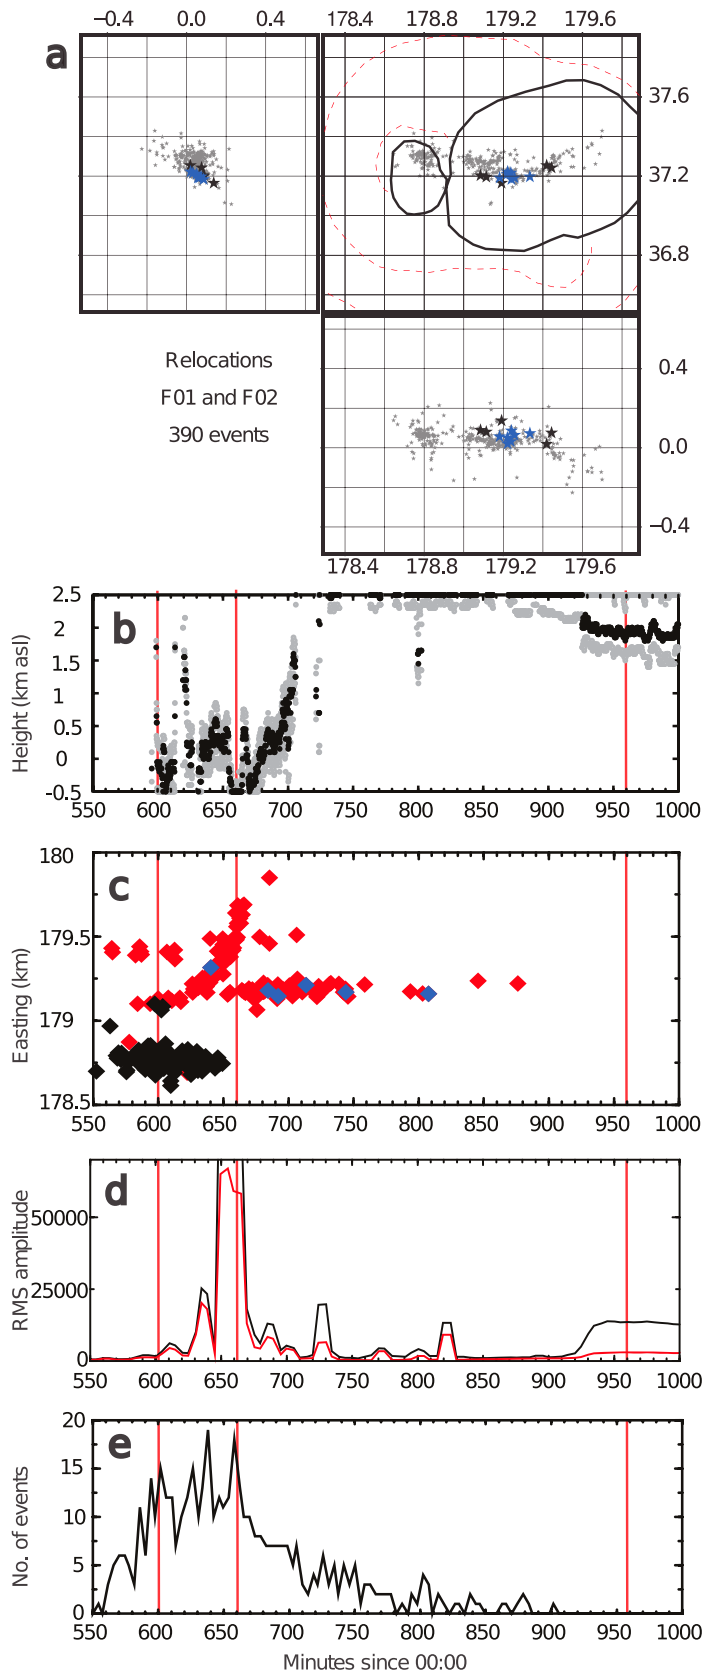 −0.4 0.0 0.4 178.4 178.8 179.2 179.6
a
37.6
37.2
36.8
Relocations
F01 and F02
390 events
0.4
0.0
−0.4
178.4 178.8 179.2 179.6
b
Height (km asl)
2.5
2
1.5
1
0.5
0
-0.5
550 600 650 700 750 800 850 900 950 1000
c
Easting (km)
180
179.5
179
178.5
550 600 650 700 750 800 850 900 950 1000
d
RMS amplitude
50000
25000
0
550 600 650 700 750 800 850 900 950 1000
e
No. of events
20
15
10
5
0
550 600 650 700 750 800 850 900 950 1000
Minutes since 00:00